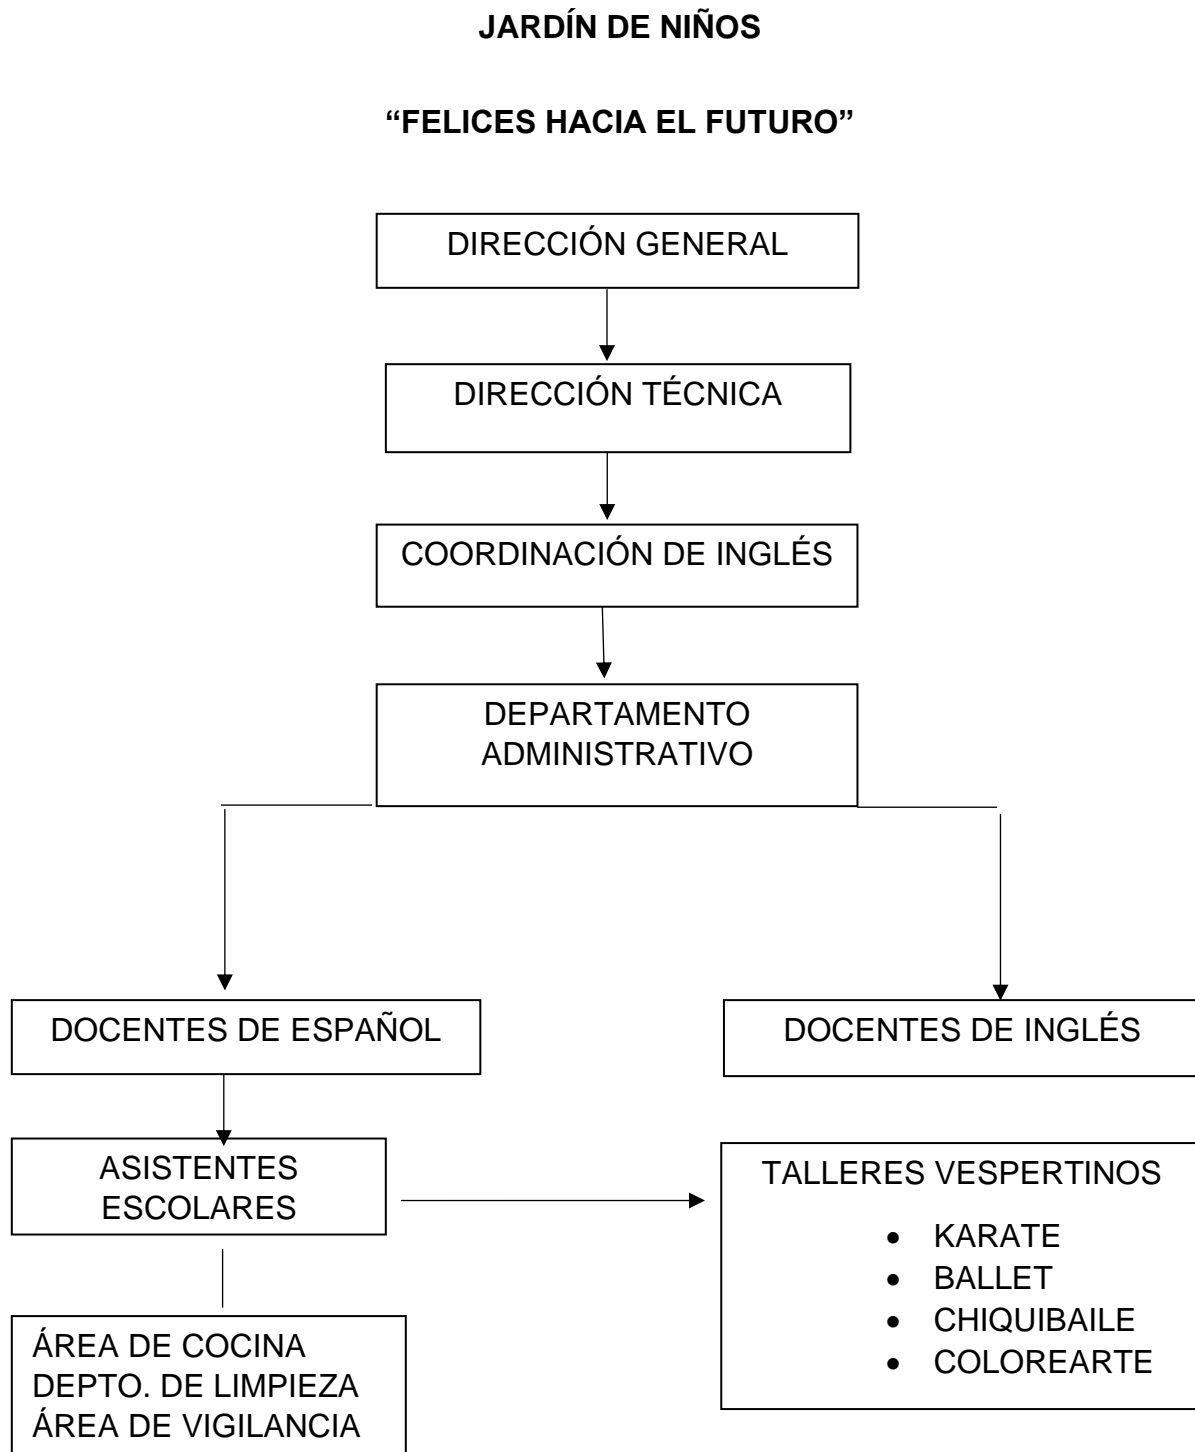 JARDÍN DE NIÑOS
“FELICES HACIA EL FUTURO”
DIRECCIÓN GENERAL
DIRECCIÓN TÉCNICA
COORDINACIÓN DE INGLÉS
DEPARTAMENTO
ADMINISTRATIVO
DOCENTES DE ESPAÑOL
DOCENTES DE INGLÉS
ASISTENTES
ESCOLARES
TALLERES VESPERTINOS
• KARATE
• BALLET
• CHIQUIBAILE
• COLOREARTE
ÁREA DE COCINA
DEPTO. DE LIMPIEZA
ÁREA DE VIGILANCIA